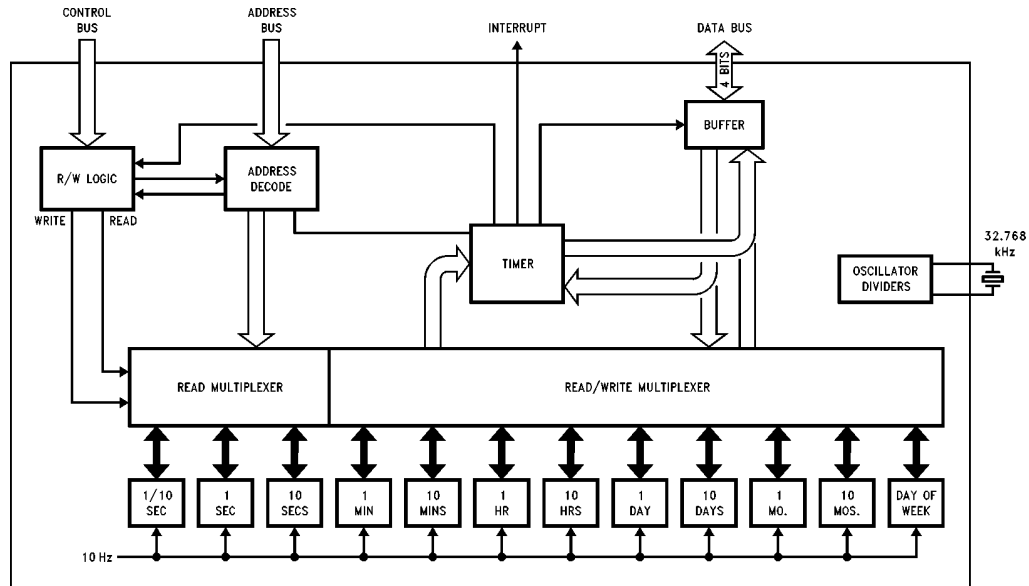 CONTROL
BUS
ADDRESS
BUS
INTERRUPT
DATA BUS
4 BITS
BUFFER
R/W LOGIC
ADDRESS
DECODE
WRITE
READ
TIMER
32.768
kHz
OSCILLATOR
DIVIDERS
READ MULTIPLEXER
READ/WRITE MULTIPLEXER
1/10
SEC
1
SEC
10
SECS
1
MIN
10
MINS
1
HR
10
HRS
1
DAY
10
DAYS
1
MO.
10
MOS.
DAY OF
WEEK
10 Hz